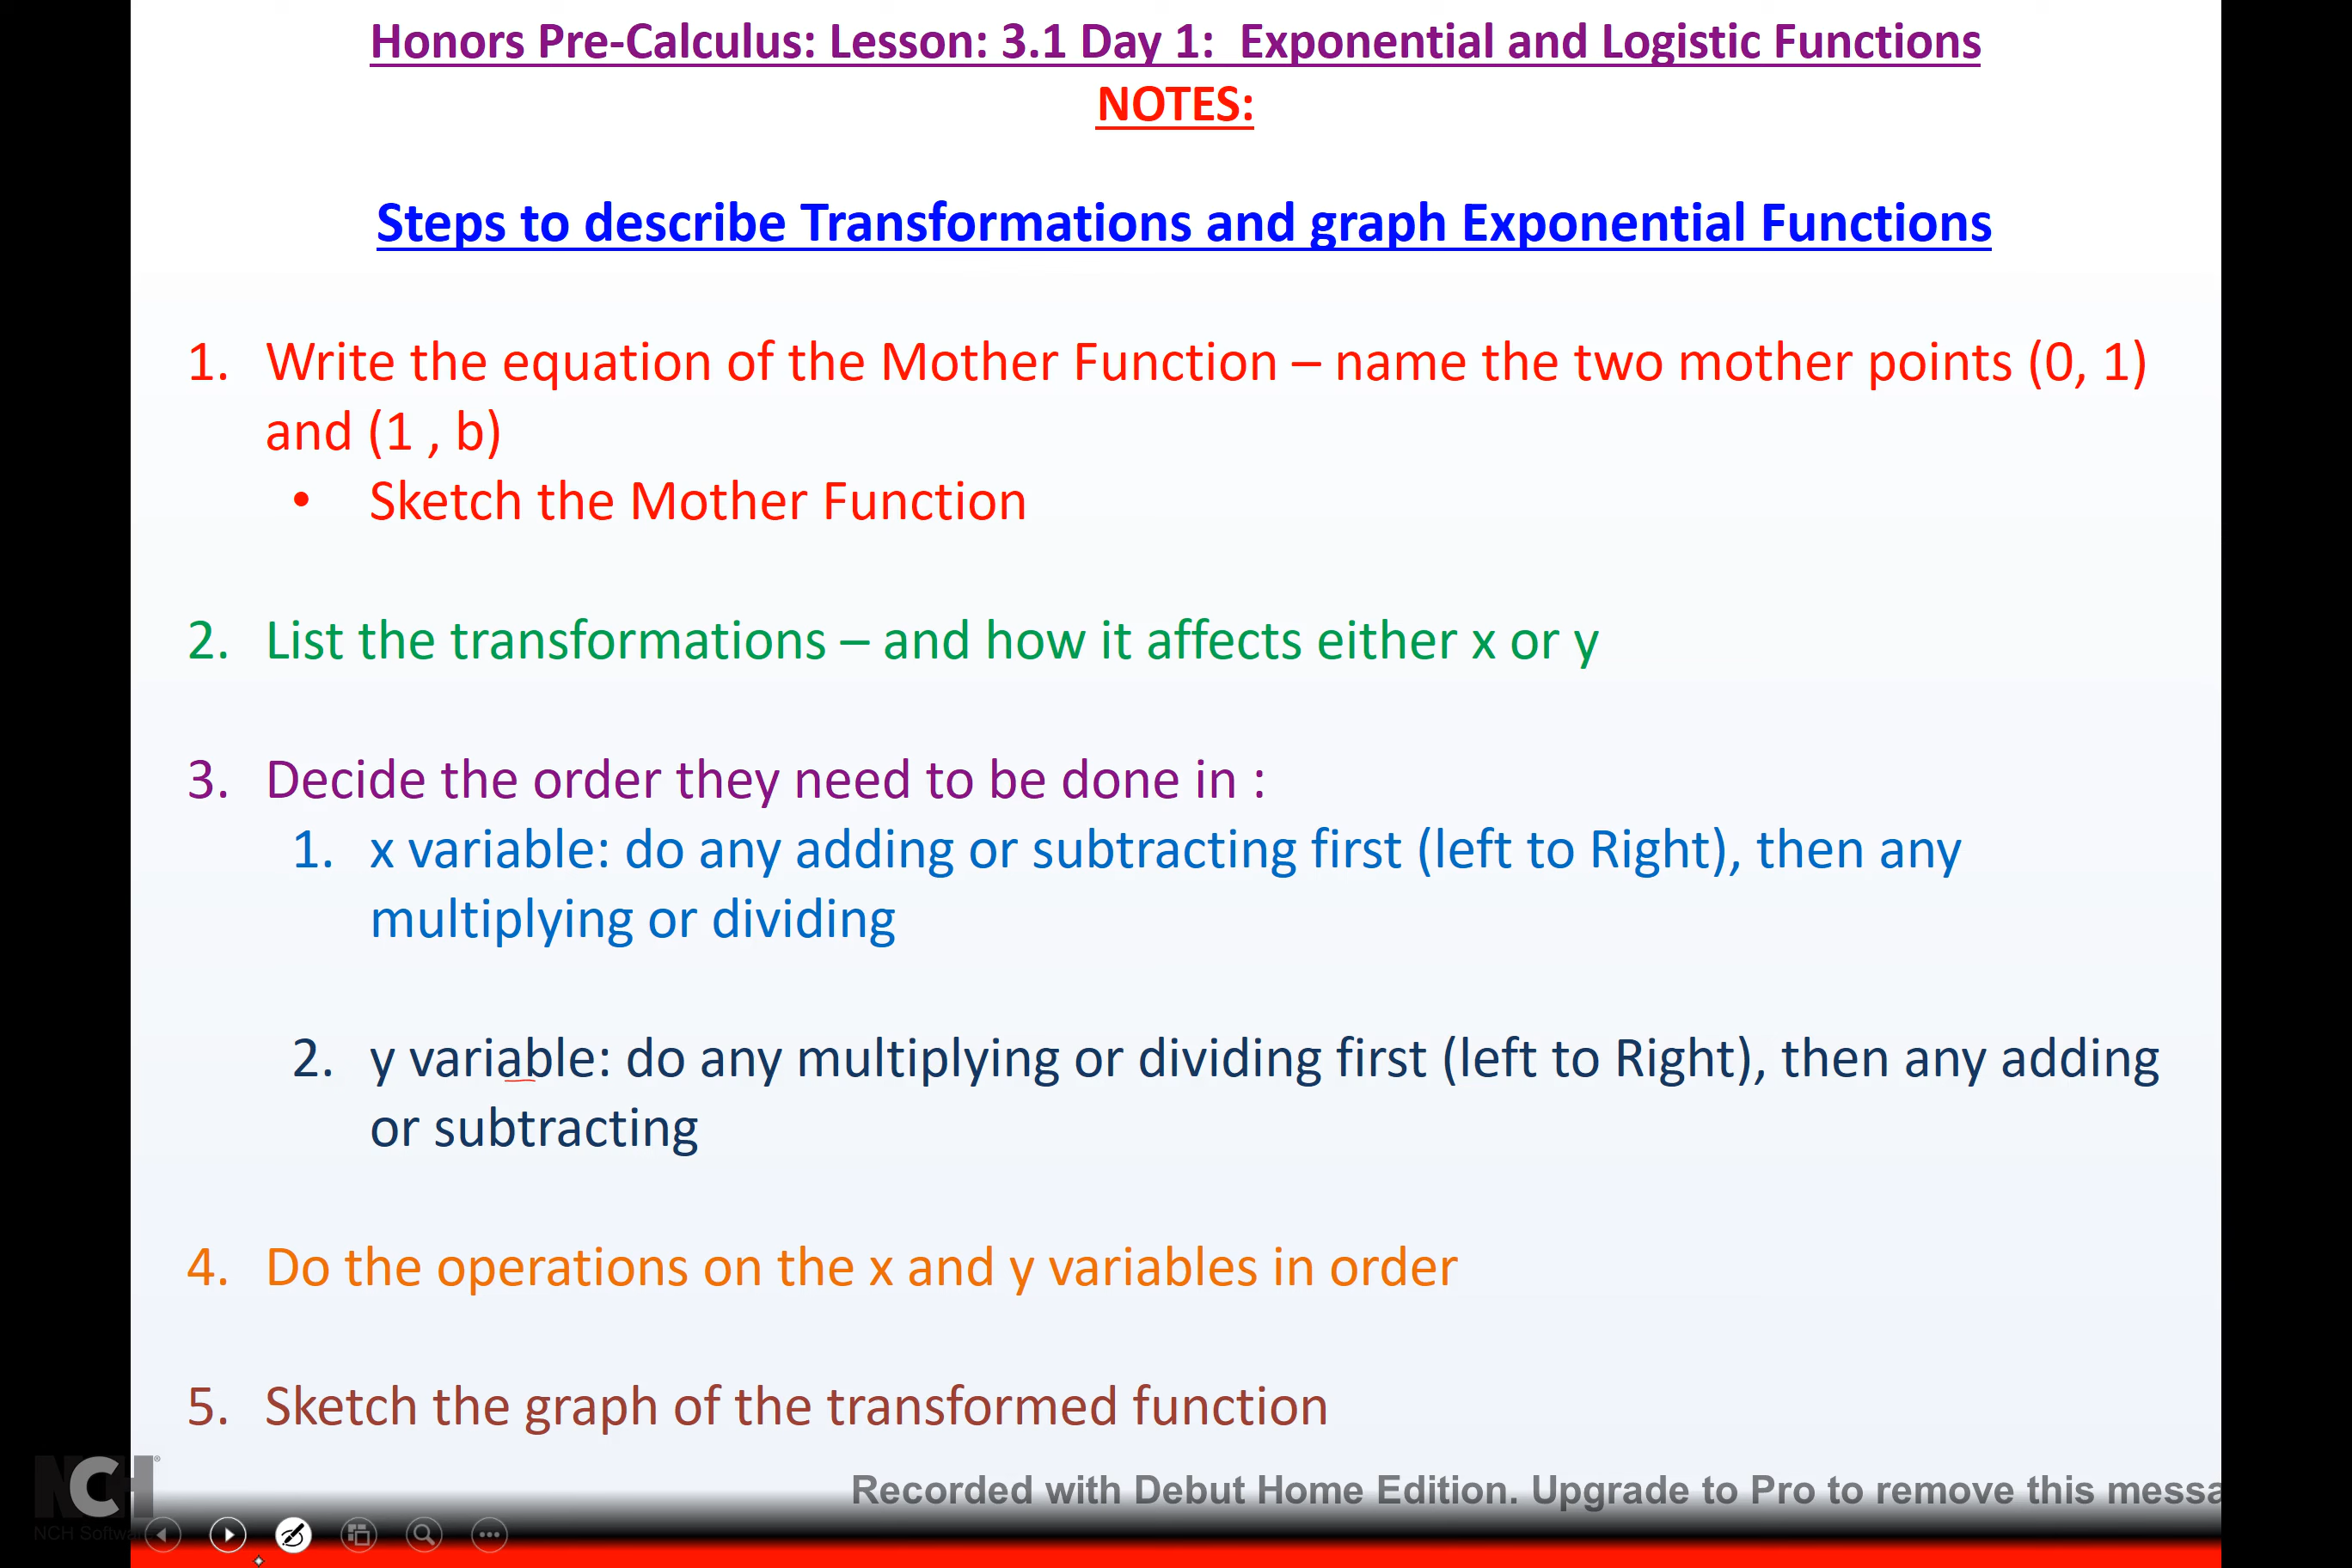 Honors Pre-Calculus: Lesson: 3.1 Day 1: Exponential and Logistic Functions
NOTES:
Steps to describe Transformations and graph Exponential Functions
1. Write the equation of the Mother Function – name the two mother points (0, 1)
and (1 , b)
• Sketch the Mother Function
2. List the transformations – and how it affects either x or y
3. Decide the order they need to be done in :
1. x variable: do any adding or subtracting first (left to Right), then any
multiplying or dividing
2. y variable: do any multiplying or dividing first (left to Right), then any adding
or subtracting
4. Do the operations on the x and y variables in order
5. Sketch the graph of the transformed function
NCH®
Recorded with Debut Home Edition. Upgrade to Pro to remove this messa
NCH Softwa